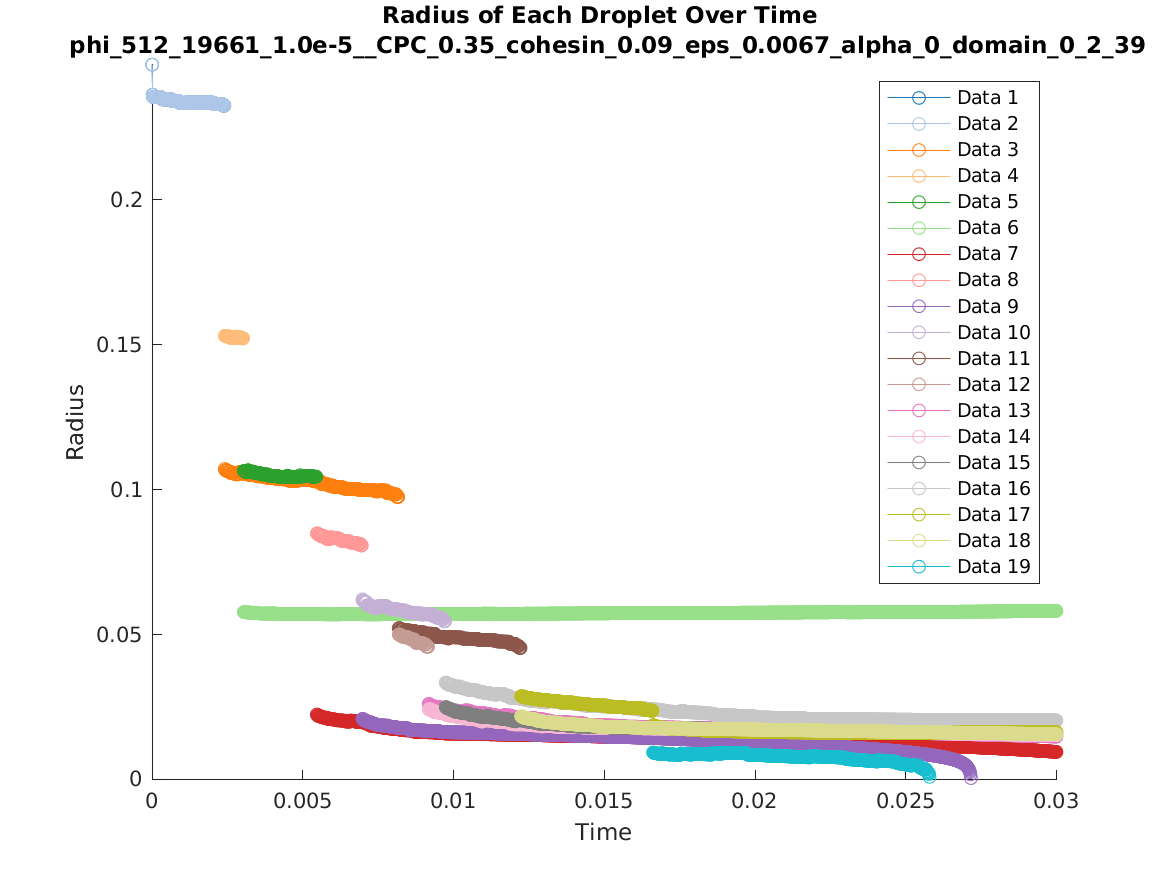 Radius of Each Droplet Over Time
phi_512_19661_1.0e-5__CPC_0.35_cohesin_0.09_eps_0.0067_alpha_0_domain_0_2_39
Data 1
Data 2
Data 3
Data 4
Data 5
Data 6
Data 7
Data 8
Data 9
Data 10
Data 11
Data 12
Data 13
Data 14
Data 15
Data 16
Data 17
Data 18
Data 19
Radius
0.2
0.15
0.1
0.05
0
0
0.005
0.01
0.015
0.02
0.025
0.03
Time